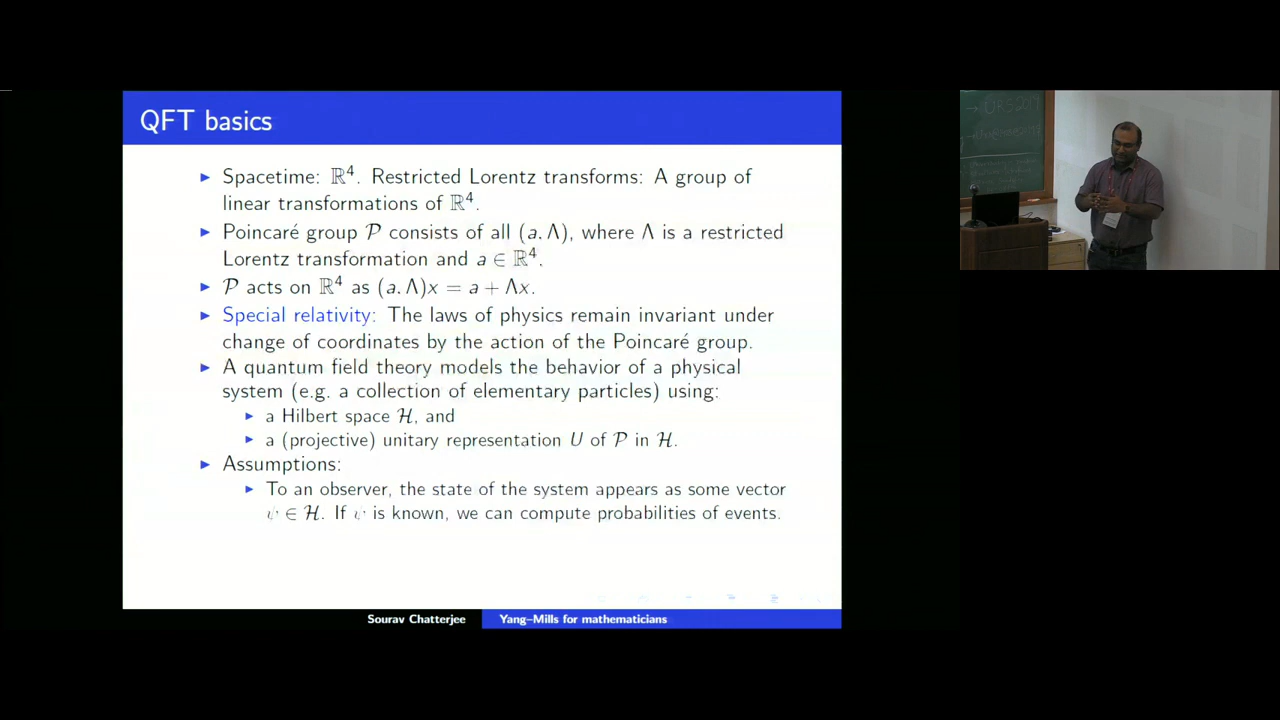 QFT basics
► Spacetime: ℝ⁴. Restricted Lorentz transforms: A group of
linear transformations of ℝ⁴.
► Poincaré group 𝒫 consists of all (a, Λ), where Λ is a restricted
Lorentz transformation and a ∈ ℝ⁴.
► 𝒫 acts on ℝ⁴ as (a, Λ)x = a + Λx.
► Special relativity: The laws of physics remain invariant under
change of coordinates by the action of the Poincaré group.
► A quantum field theory models the behavior of a physical
system (e.g. a collection of elementary particles) using:
► a Hilbert space ℋ, and
► a (projective) unitary representation U of 𝒫 in ℋ.
► Assumptions:
► To an observer, the state of the system appears as some vector
ψ ∈ ℋ. If ψ is known, we can compute probabilities of events.
Sourav Chatterjee
Yang–Mills for mathematicians